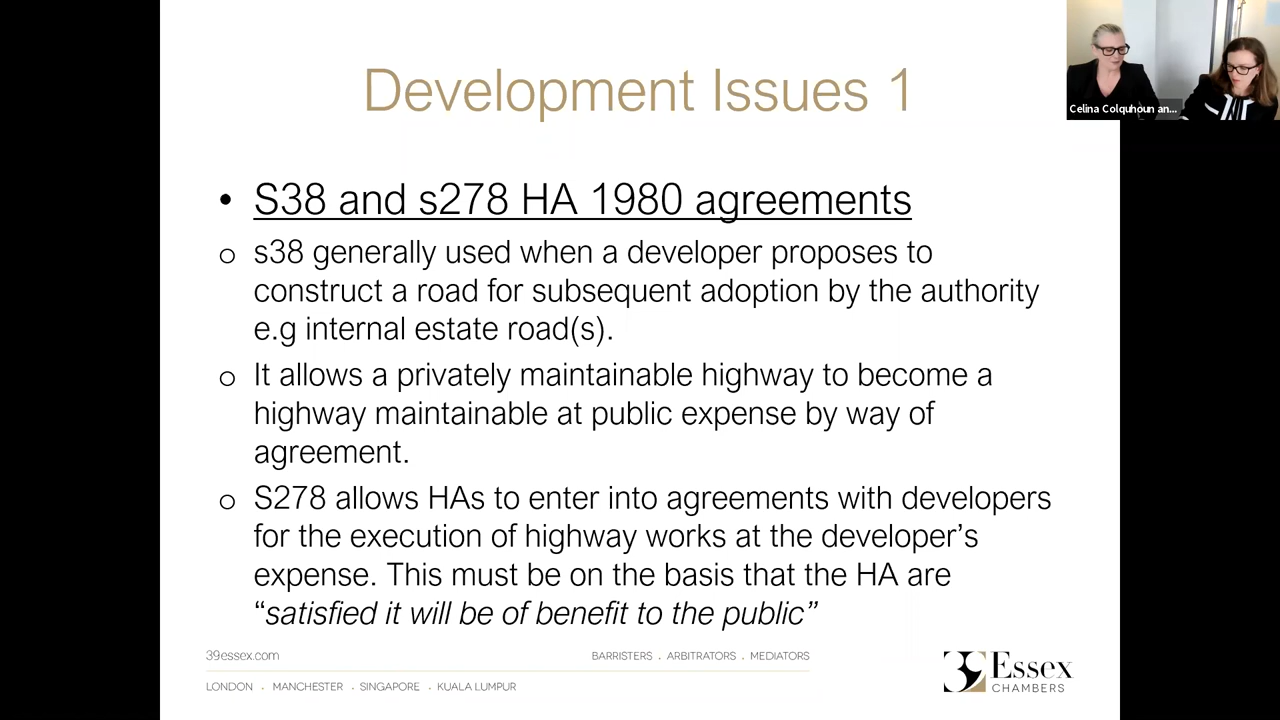 Development Issues 1
Celina Colquhoun an...
• S38 and s278 HA 1980 agreements
o s38 generally used when a developer proposes to
construct a road for subsequent adoption by the authority
e.g internal estate road(s).
o It allows a privately maintainable highway to become a
highway maintainable at public expense by way of
agreement.
o S278 allows HAs to enter into agreements with developers
for the execution of highway works at the developer’s
expense. This must be on the basis that the HA are
“satisfied it will be of benefit to the public”
39essex.com
BARRISTERS . ARBITRATORS . MEDIATORS
LONDON . MANCHESTER . SINGAPORE . KUALA LUMPUR
39 Essex
CHAMBERS